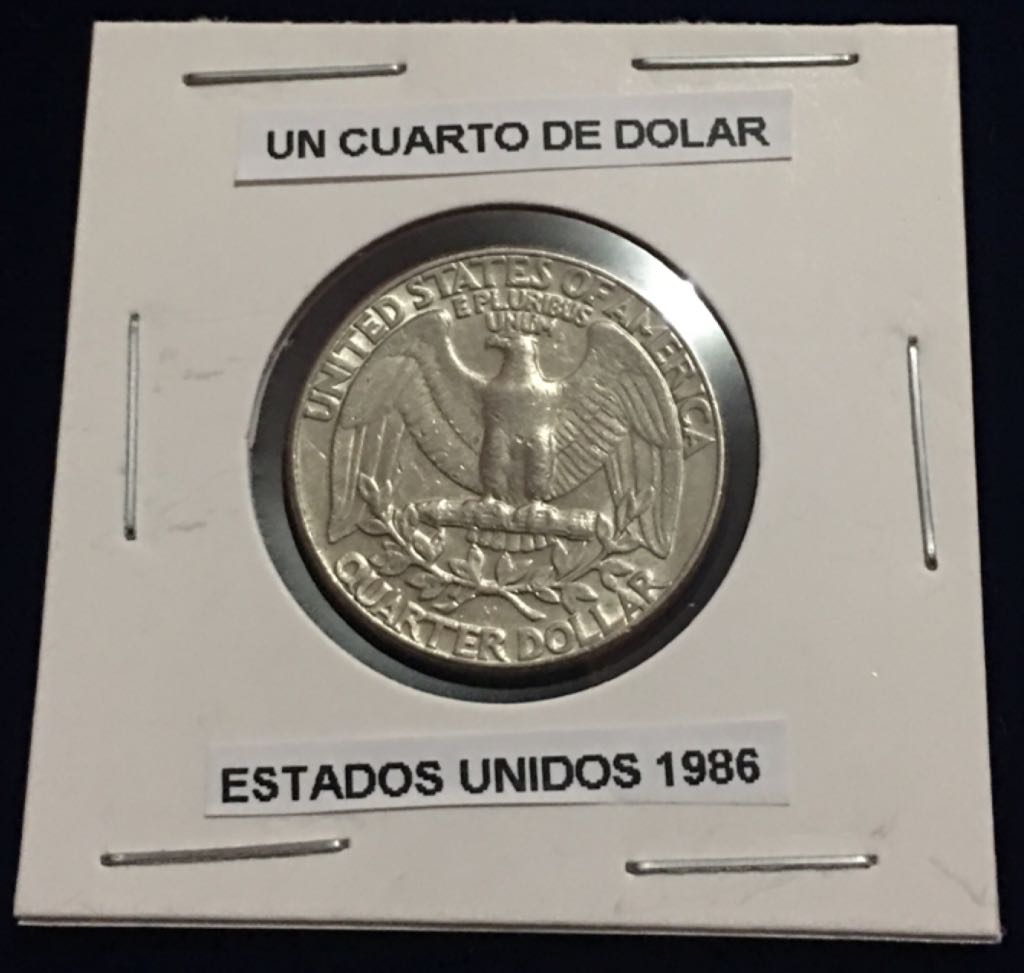 UN CUARTO DE DOLAR
UNITED STATES OF AMERICA
E PLURIBUS
UNUM
QUARTER DOLLAR
ESTADOS UNIDOS 1986